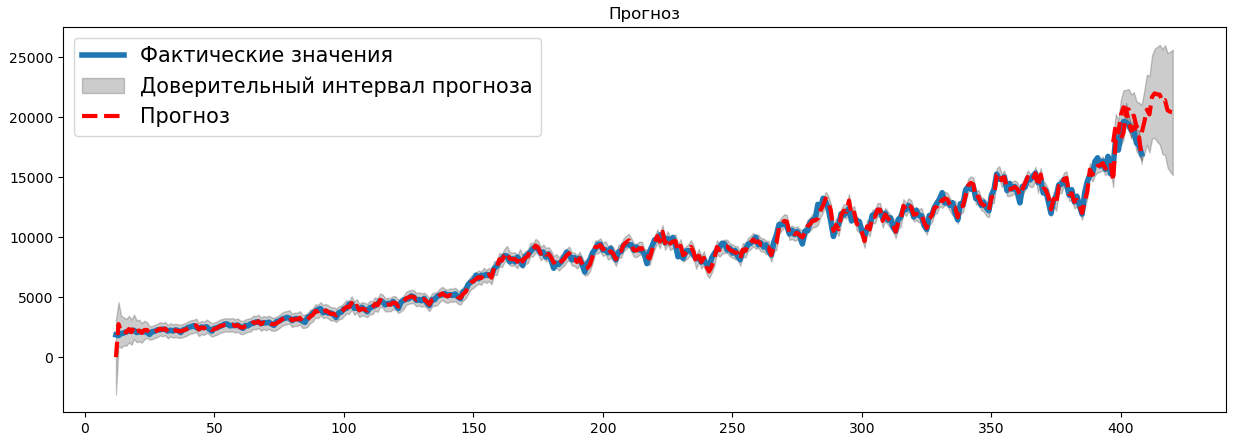 Прогноз
Фактические значения
Доверительный интервал прогноза
Прогноз
25000
20000
15000
10000
5000
0
0 50 100 150 200 250 300 350 400